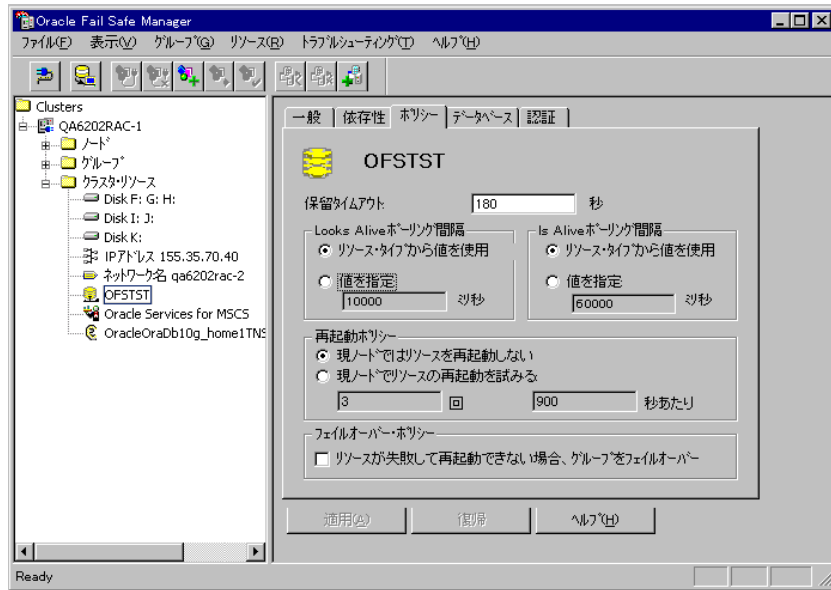 Oracle Fail Safe Manager
ファイル(F) 表示(V) グループ(G) リソース(R) トラブルシューティング(T) ヘルプ(H)
Clusters
QA6202RAC-1
ノード
グループ
クラスタ・リソース
Disk F: G: H:
Disk I: J:
Disk K:
IPアドレス 155.35.70.40
ネットワーク名 qa6202rac-2
OFSTST
Oracle Services for MSCS
OracleOraDb10g_home1TNS
一般 依存性 ポリシー データベース 認証
OFSTST
保留タイムアウト: 180 秒
Looks Aliveポーリング間隔
リソース・タイプから値を使用
値を指定
10000 ミリ秒
Is Aliveポーリング間隔
リソース・タイプから値を使用
値を指定
60000 ミリ秒
再起動ポリシー
現ノードではリソースを再起動しない
現ノードでリソースの再起動を試みる:
3 回 900 秒あたり
フェイルオーバー・ポリシー
リソースが失敗して再起動できない場合、グループをフェイルオーバー
適用(A) 復帰 ヘルプ(H)
Ready